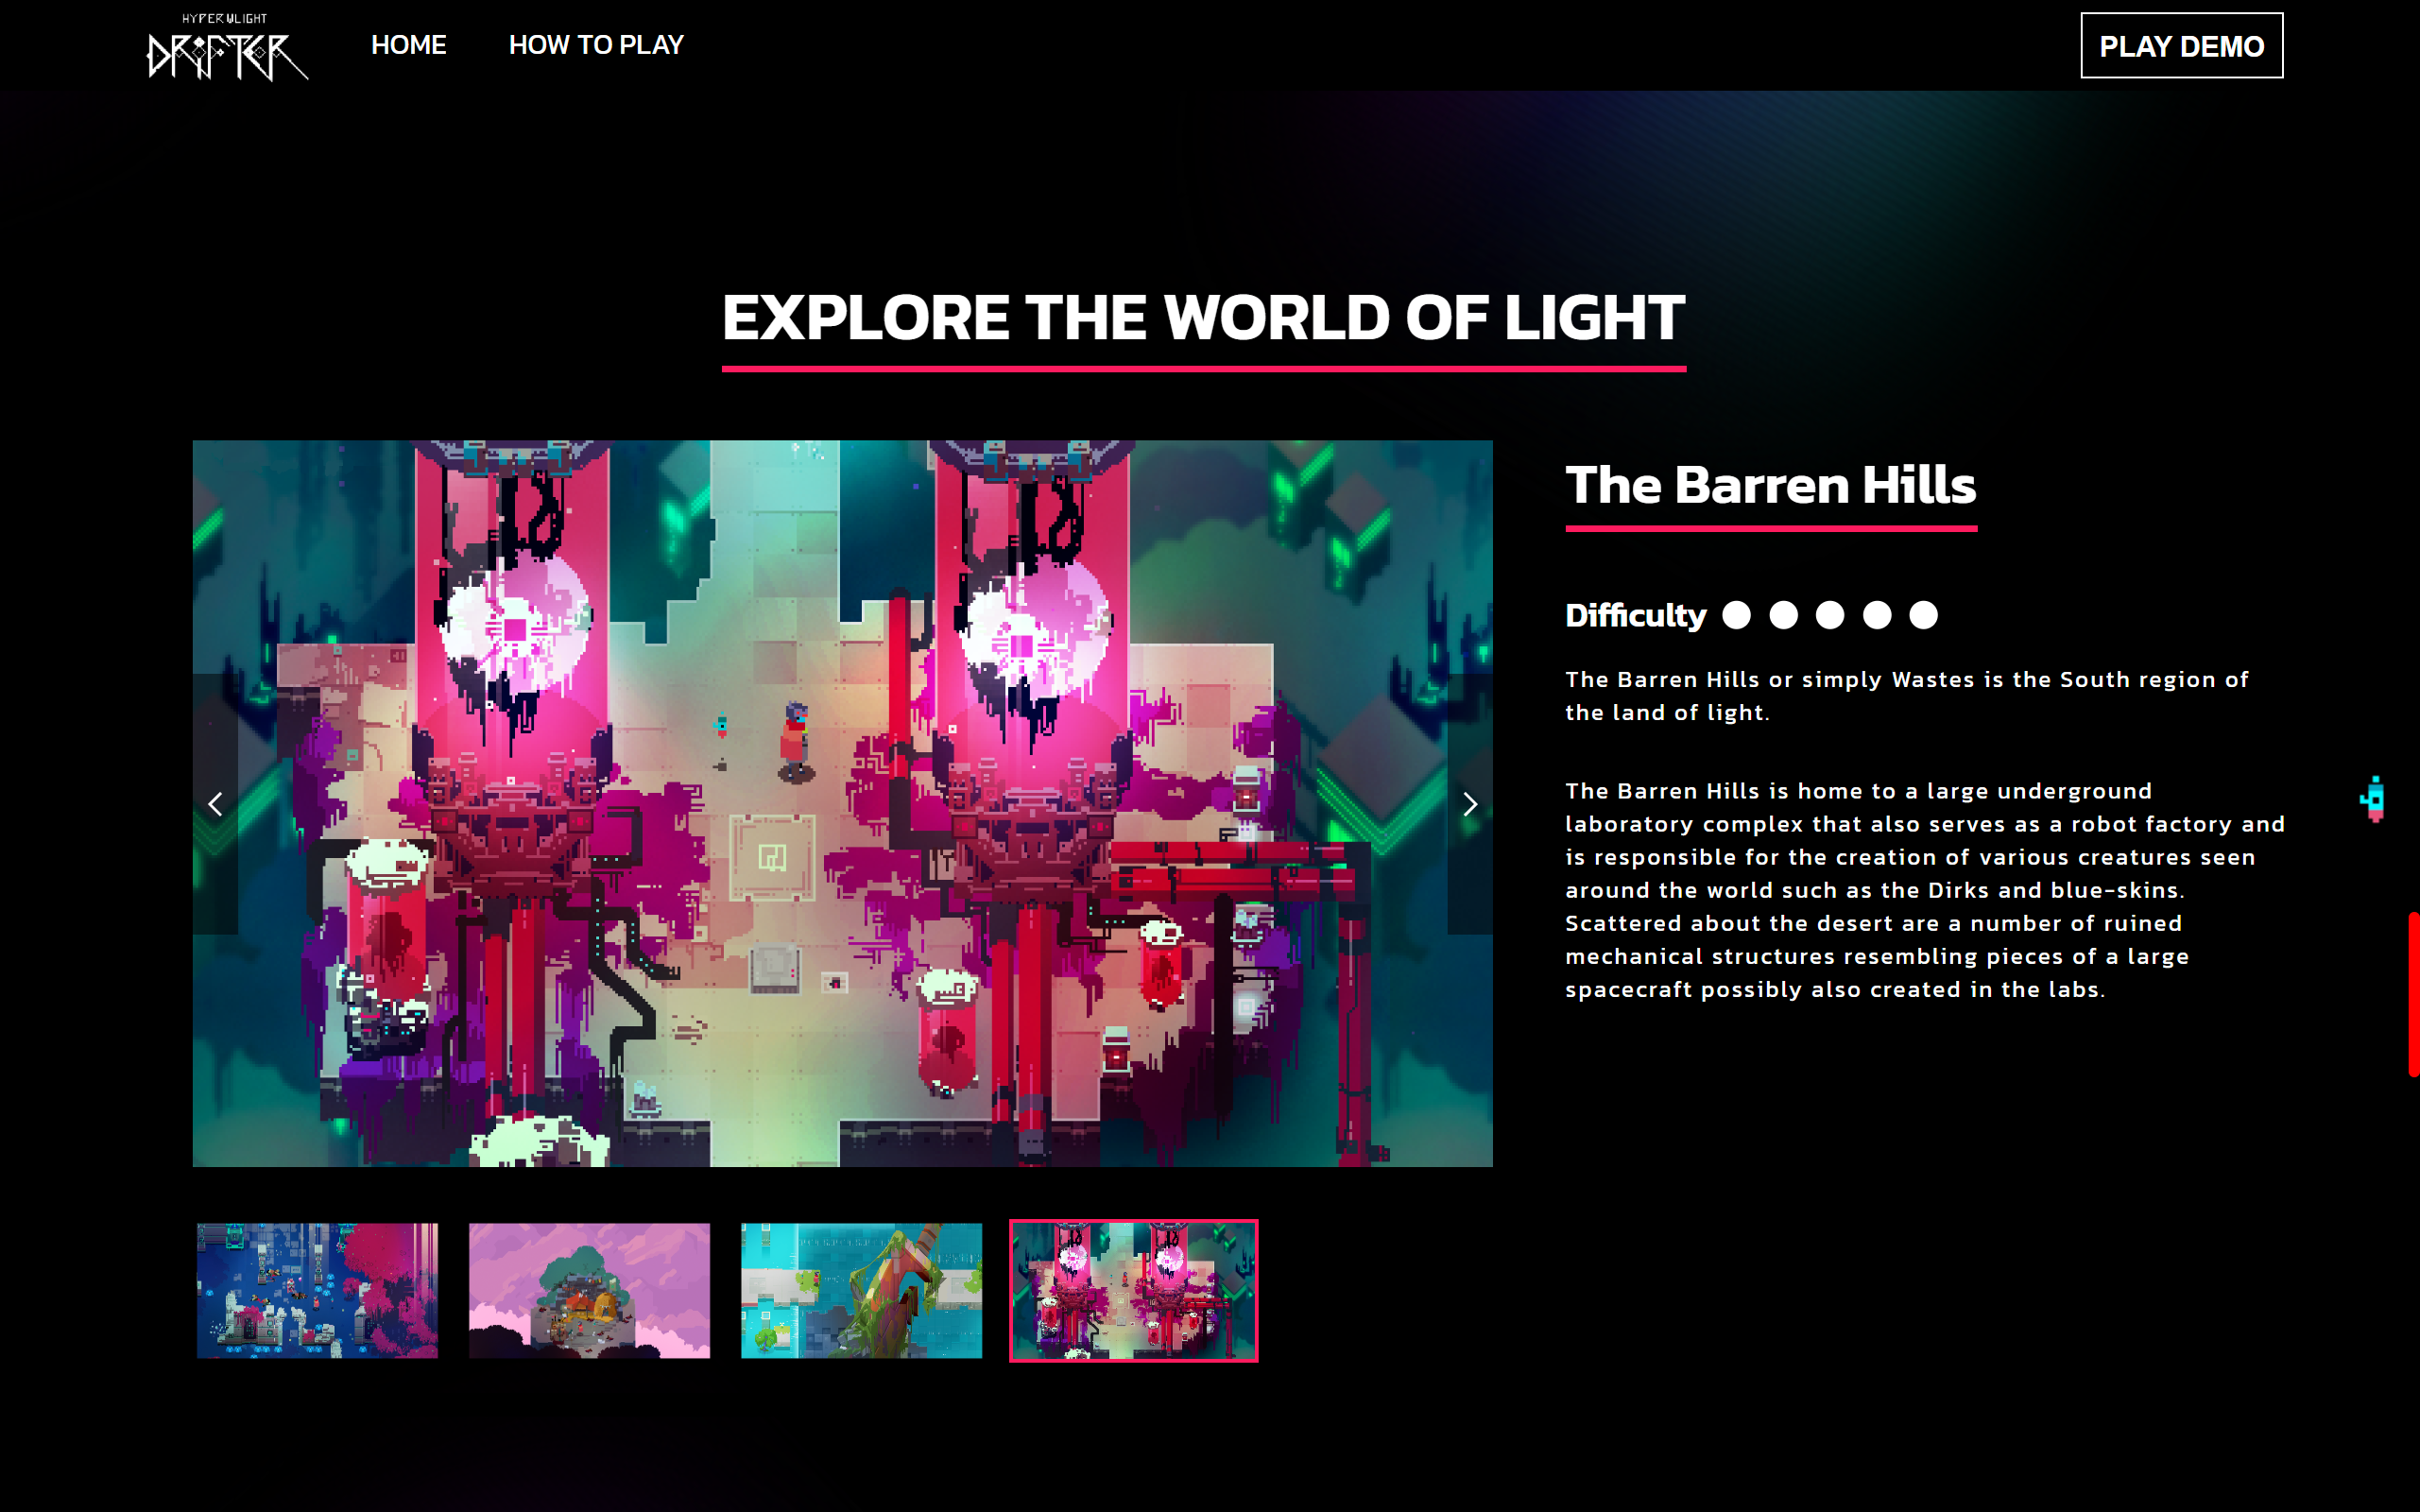 HYPER LIGHT
DRIFTER
HOME
HOW TO PLAY
PLAY DEMO
EXPLORE THE WORLD OF LIGHT
The Barren Hills
Difficulty
The Barren Hills or simply Wastes is the South region of
the land of light.
The Barren Hills is home to a large underground
laboratory complex that also serves as a robot factory and
is responsible for the creation of various creatures seen
around the world such as the Dirks and blue-skins.
Scattered about the desert are a number of ruined
mechanical structures resembling pieces of a large
spacecraft possibly also created in the labs.